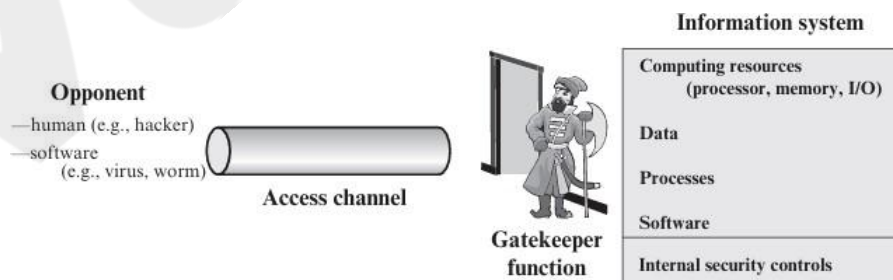 Information system
Computing resources
(processor, memory, I/O)
Data
Processes
Software
Internal security controls
Opponent
—human (e.g., hacker)
—software
(e.g., virus, worm)
Access channel
Gatekeeper
function